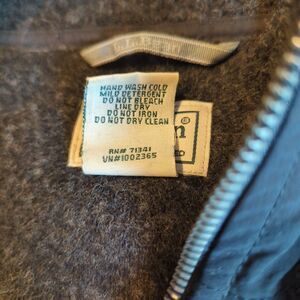 HAND WASH COLD
MILD DETERGENT
DO NOT BLEACH
LINE DRY
DO NOT IRON
DO NOT DRY CLEAN
RN# 71341
VN#1002365